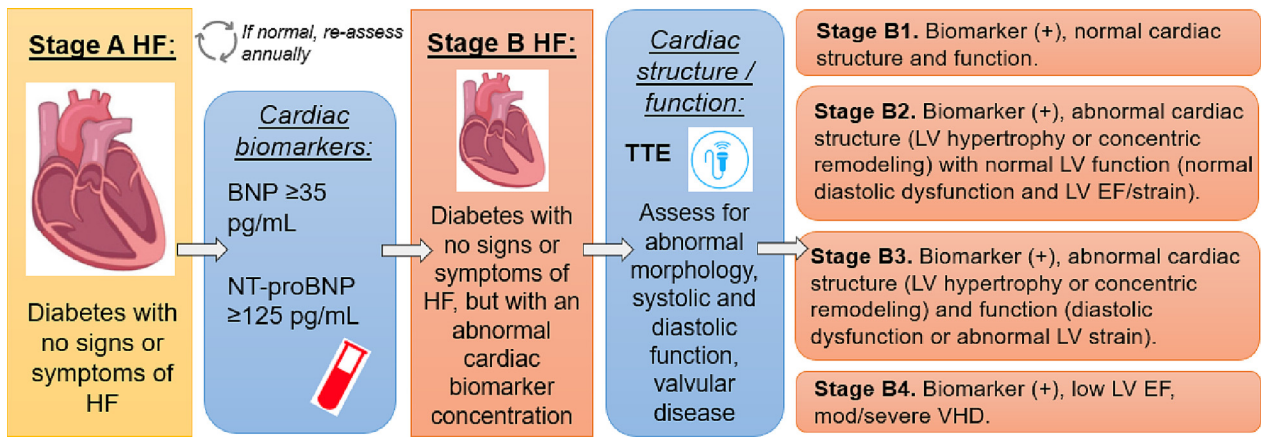 Stage A HF:
Diabetes with
no signs or
symptoms of
HF
If normal, re-assess
annually
Cardiac
biomarkers:
BNP ≥35
pg/mL
NT-proBNP
≥125 pg/mL
Stage B HF:
Diabetes with
no signs or
symptoms of
HF, but with an
abnormal
cardiac
biomarker
concentration
Cardiac
structure /
function:
TTE
Assess for
abnormal
morphology,
systolic and
diastolic
function,
valvular
disease
Stage B1. Biomarker (+), normal cardiac
structure and function.
Stage B2. Biomarker (+), abnormal cardiac
structure (LV hypertrophy or concentric
remodeling) with normal LV function (normal
diastolic dysfunction and LV EF/strain).
Stage B3. Biomarker (+), abnormal cardiac
structure (LV hypertrophy or concentric
remodeling) and function (diastolic
dysfunction or abnormal LV strain).
Stage B4. Biomarker (+), low LV EF,
mod/severe VHD.